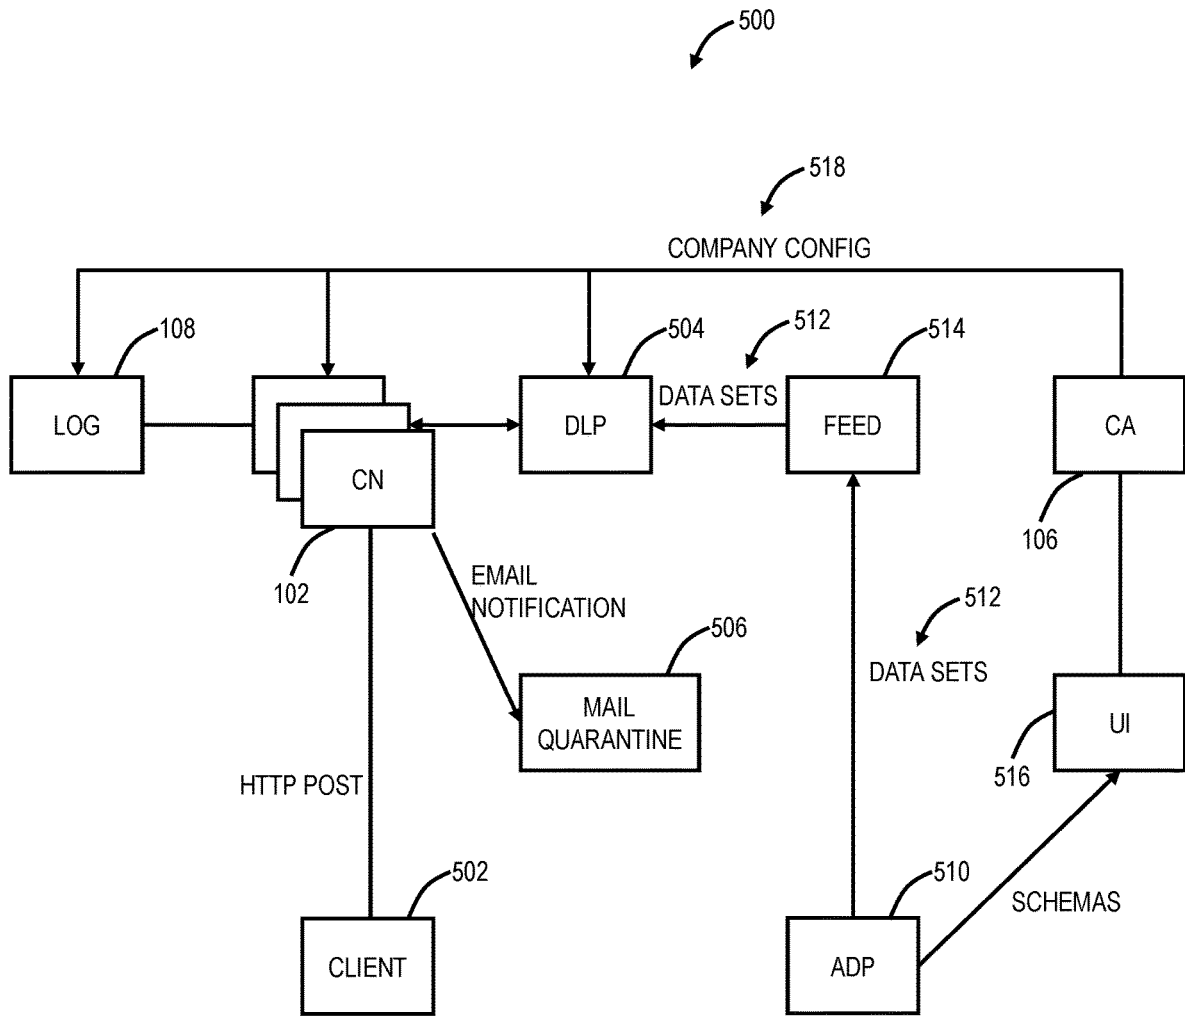 500
518
COMPANY CONFIG
108
504
512
514
DATA SETS
LOG
DLP
FEED
CA
CN
106
102
EMAIL
NOTIFICATION
512
506
DATA SETS
MAIL
QUARANTINE
UI
516
HTTP POST
502
510
SCHEMAS
CLIENT
ADP